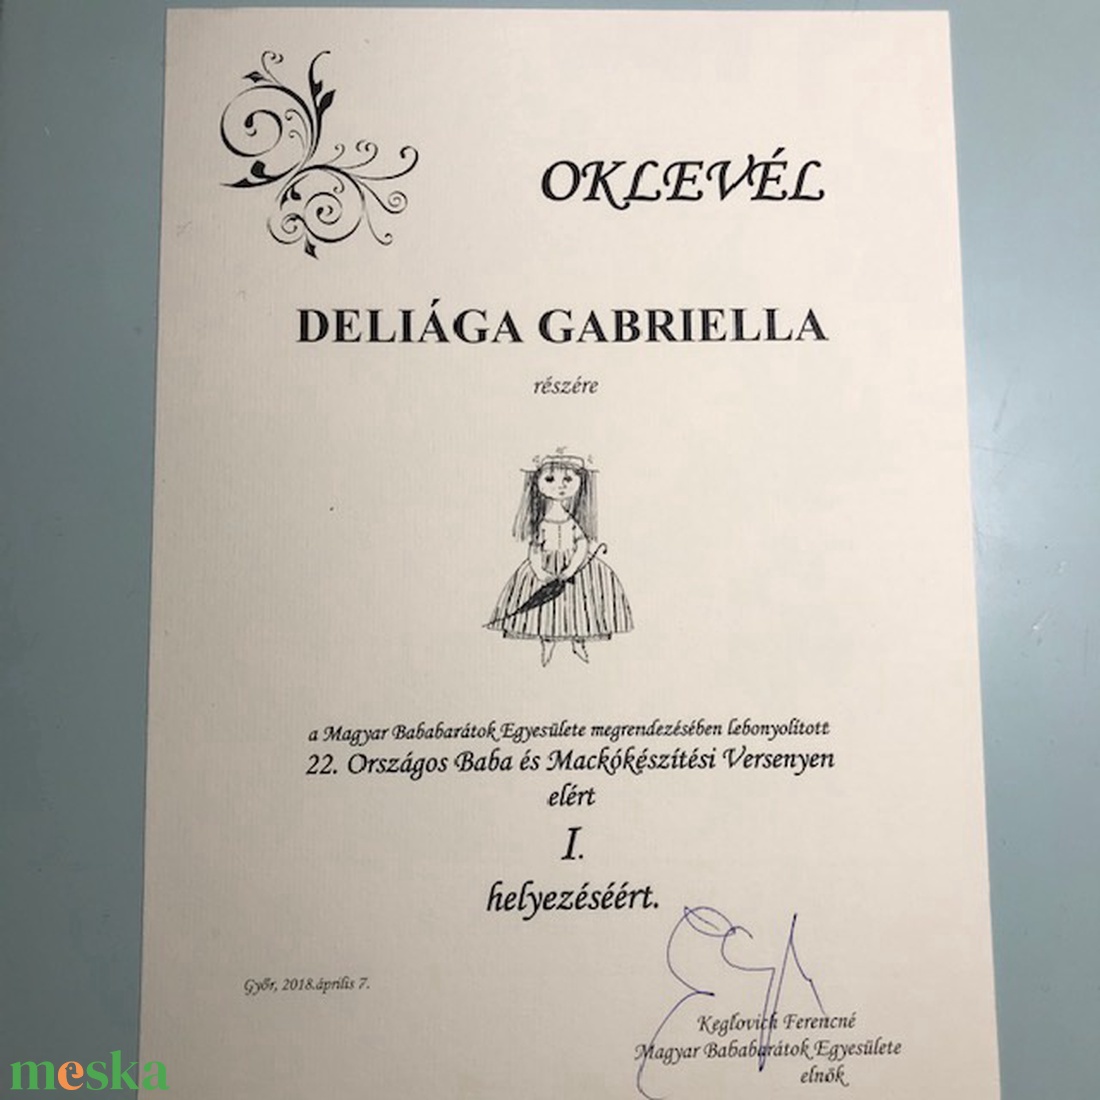 OKLEVÉL
DELIÁGA GABRIELLA
részére
a Magyar Bababarátok Egyesülete megrendezésében lebonyolított
22. Országos Baba és Mackókészítési Versenyen
elért
I.
helyezéséért.
Győr, 2018.április 7.
Keglovich Ferencné
Magyar Bababarátok Egyesülete
elnök
meska